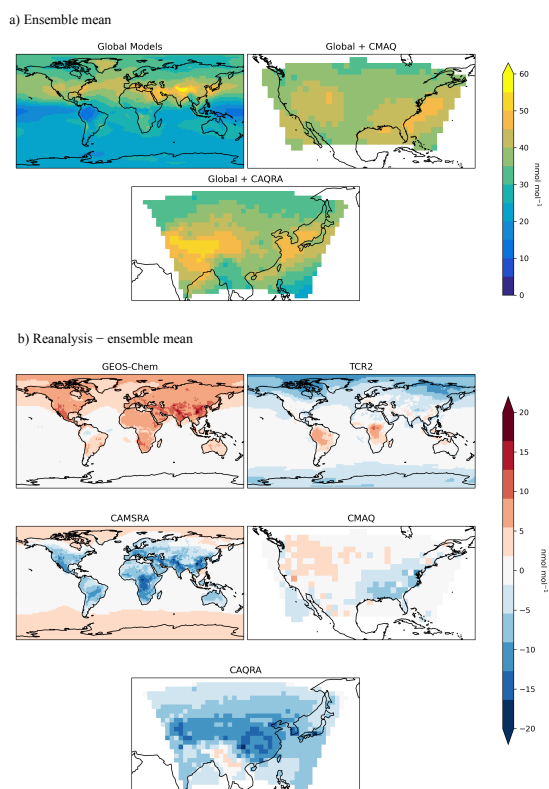 a) Ensemble mean
Global Models
Global + CMAQ
Global + CAQRA
60
50
40
30
20
10
0
nmol mol⁻¹
b) Reanalysis − ensemble mean
GEOS-Chem
TCR2
CAMSRA
CMAQ
CAQRA
20
15
10
5
0
−5
−10
−15
−20
nmol mol⁻¹